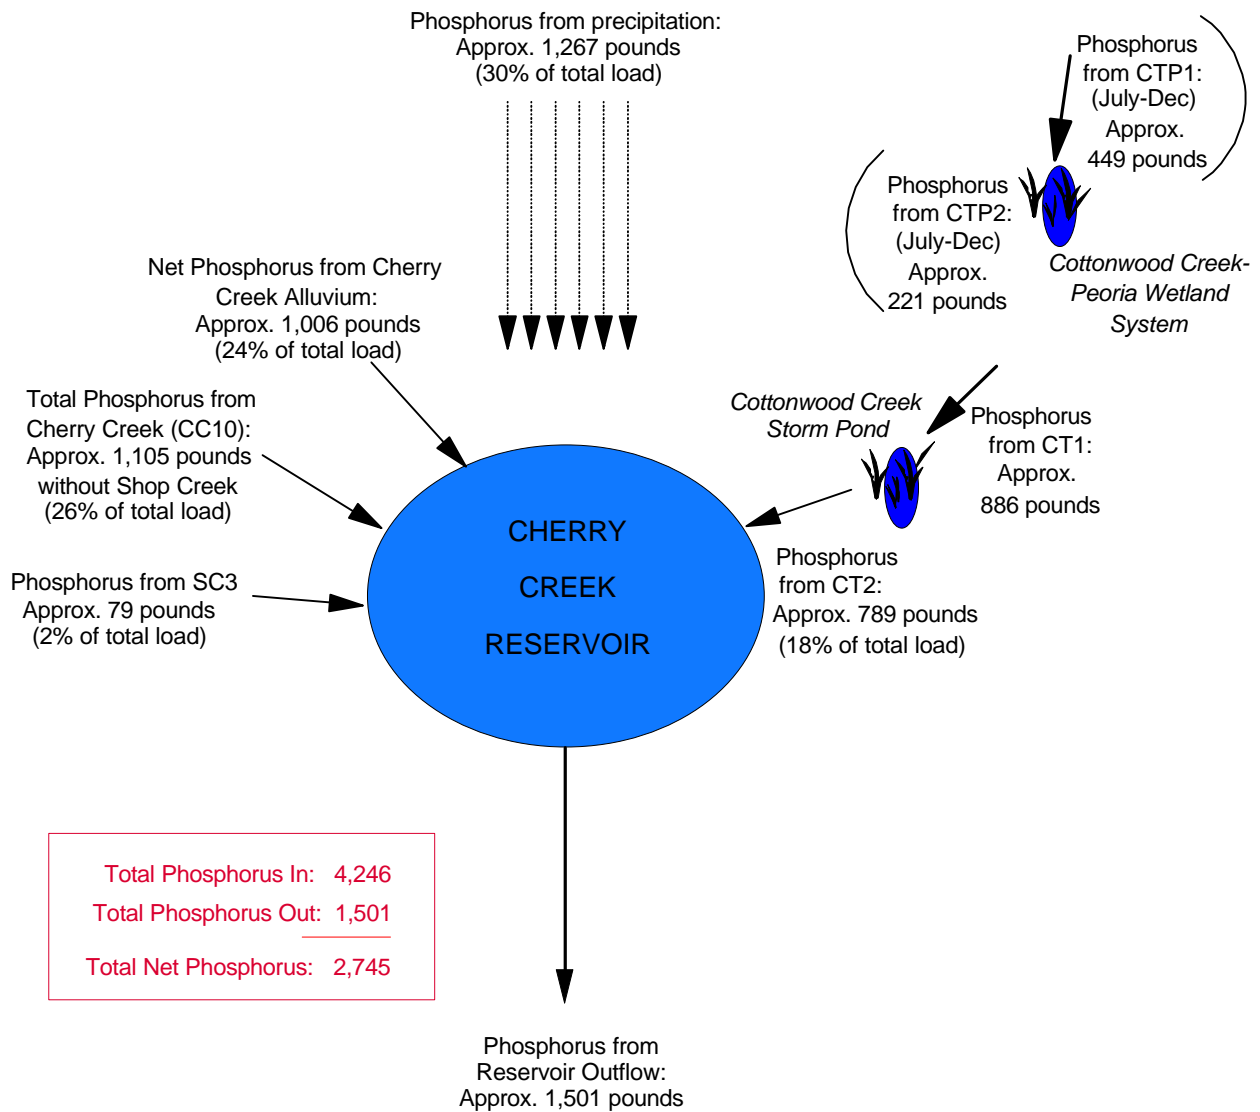 Phosphorus from precipitation:
Approx. 1,267 pounds
(30% of total load)
Phosphorus
from CTP1:
(July-Dec)
Approx.
449 pounds
Phosphorus
from CTP2:
(July-Dec)
Approx.
221 pounds
Cottonwood Creek-
Peoria Wetland
System
Net Phosphorus from Cherry
Creek Alluvium:
Approx. 1,006 pounds
(24% of total load)
Total Phosphorus from
Cherry Creek (CC10):
Approx. 1,105 pounds
without Shop Creek
(26% of total load)
Cottonwood Creek
Storm Pond
Phosphorus
from CT1:
Approx.
886 pounds
Phosphorus from SC3
Approx. 79 pounds
(2% of total load)
CHERRY
CREEK
RESERVOIR
Phosphorus
from CT2:
Approx. 789 pounds
(18% of total load)
Total Phosphorus In: 4,246
Total Phosphorus Out: 1,501
Total Net Phosphorus: 2,745
Phosphorus from
Reservoir Outflow:
Approx. 1,501 pounds